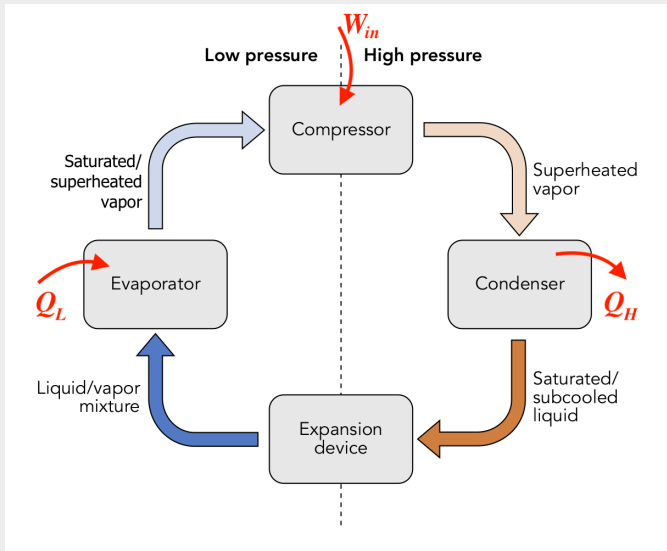 W_in
Low pressure
High pressure
Compressor
Saturated/
superheated
vapor
Superheated
vapor
Evaporator
Condenser
Q_L
Q_H
Liquid/vapor
mixture
Saturated/
subcooled
liquid
Expansion
device